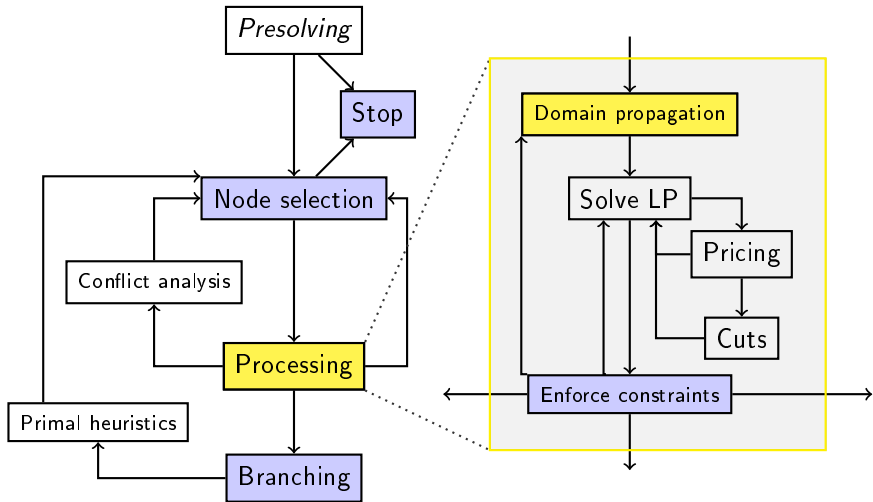 Presolving
Stop
Node selection
Conflict analysis
Processing
Primal heuristics
Branching
Domain propagation
Solve LP
Pricing
Cuts
Enforce constraints